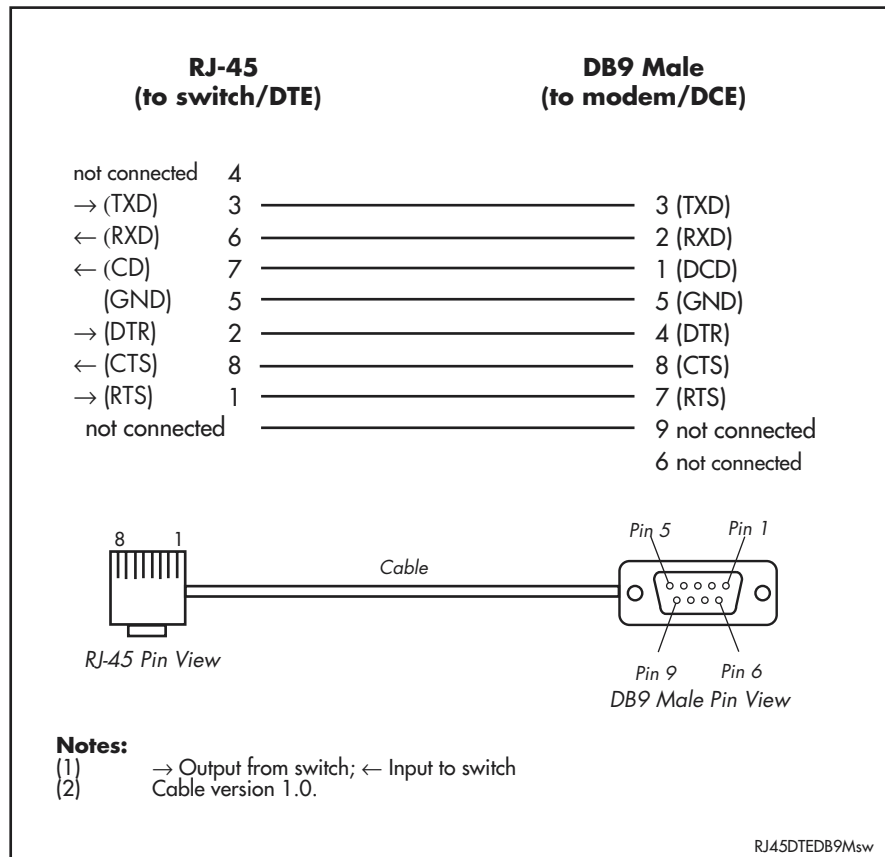 RJ-45 DB9 Male
(to switch/DTE) (to modem/DCE)
not connected 4
→ (TXD) 3 3 (TXD)
← (RXD) 6 2 (RXD)
← (CD) 7 1 (DCD)
(GND) 5 5 (GND)
→ (DTR) 2 4 (DTR)
← (CTS) 8 8 (CTS)
→ (RTS) 1 7 (RTS)
not connected 9 not connected
6 not connected
8 1 Pin 5 Pin 1
Cable
RJ-45 Pin View
Pin 9 Pin 6
DB9 Male Pin View
Notes:
(1) → Output from switch; ← Input to switch
(2) Cable version 1.0.
RJ45DTEDB9Msw